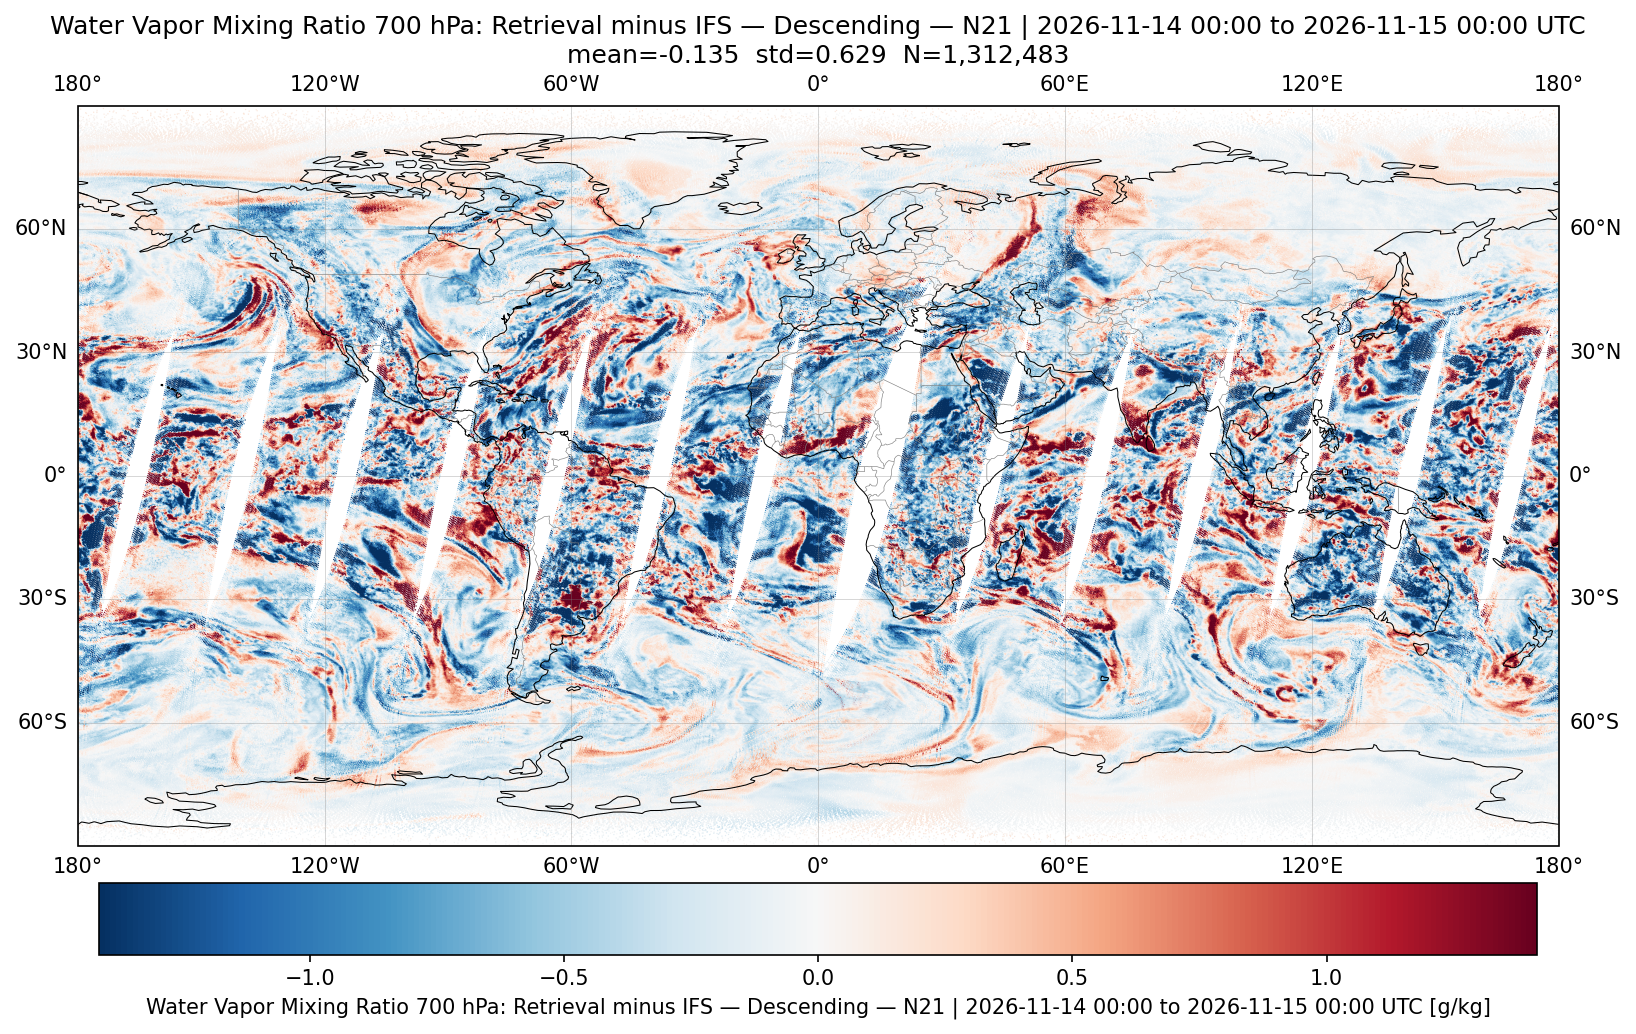 Water Vapor Mixing Ratio 700 hPa: Retrieval minus IFS — Descending — N21 | 2026-11-14 00:00 to 2026-11-15 00:00 UTC
mean=-0.135  std=0.629  N=1,312,483
180° 120°W 60°W 0° 60°E 120°E 180°
60°N 60°N
30°N 30°N
0° 0°
30°S 30°S
60°S 60°S
180° 120°W 60°W 0° 60°E 120°E 180°
−1.0 −0.5 0.0 0.5 1.0
Water Vapor Mixing Ratio 700 hPa: Retrieval minus IFS — Descending — N21 | 2026-11-14 00:00 to 2026-11-15 00:00 UTC [g/kg]